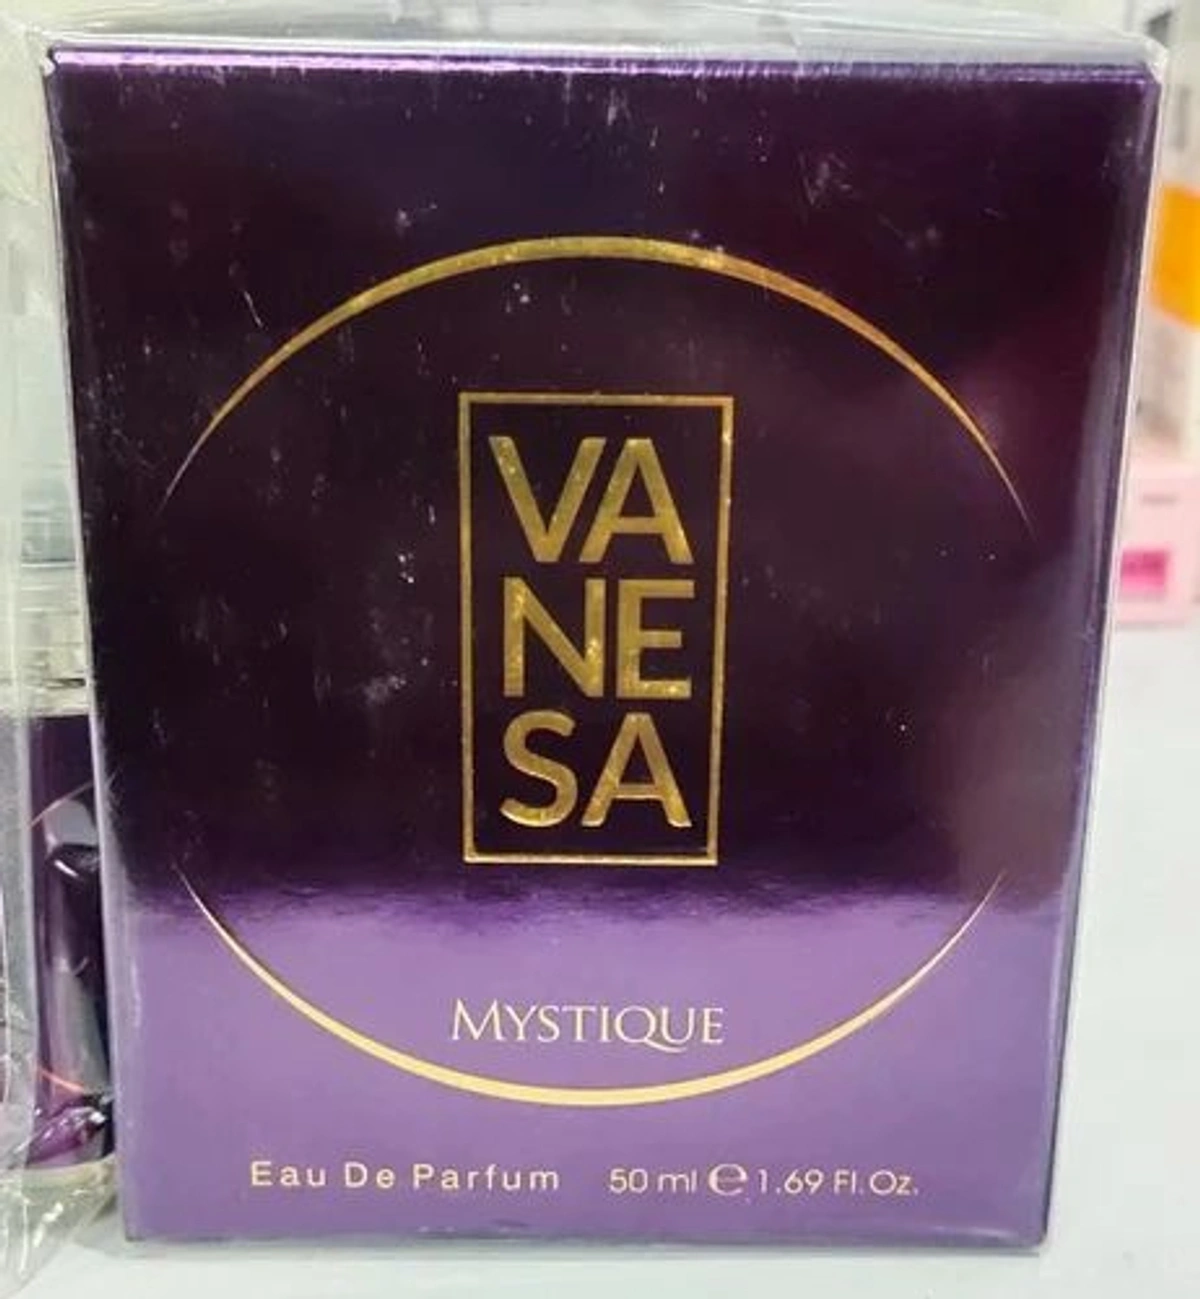 VA
NE
SA
MYSTIQUE
Eau De Parfum 50 ml ℮ 1.69 Fl. Oz.